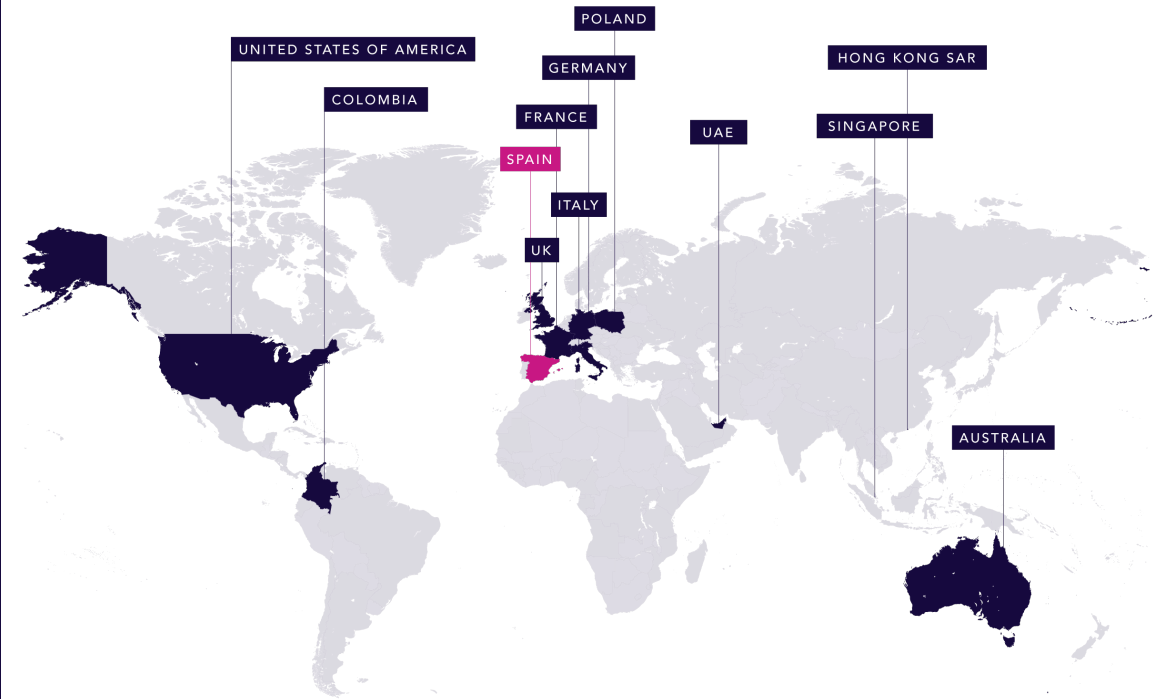 POLAND
UNITED STATES OF AMERICA
HONG KONG SAR
GERMANY
COLOMBIA
FRANCE
SINGAPORE
UAE
SPAIN
ITALY
UK
AUSTRALIA